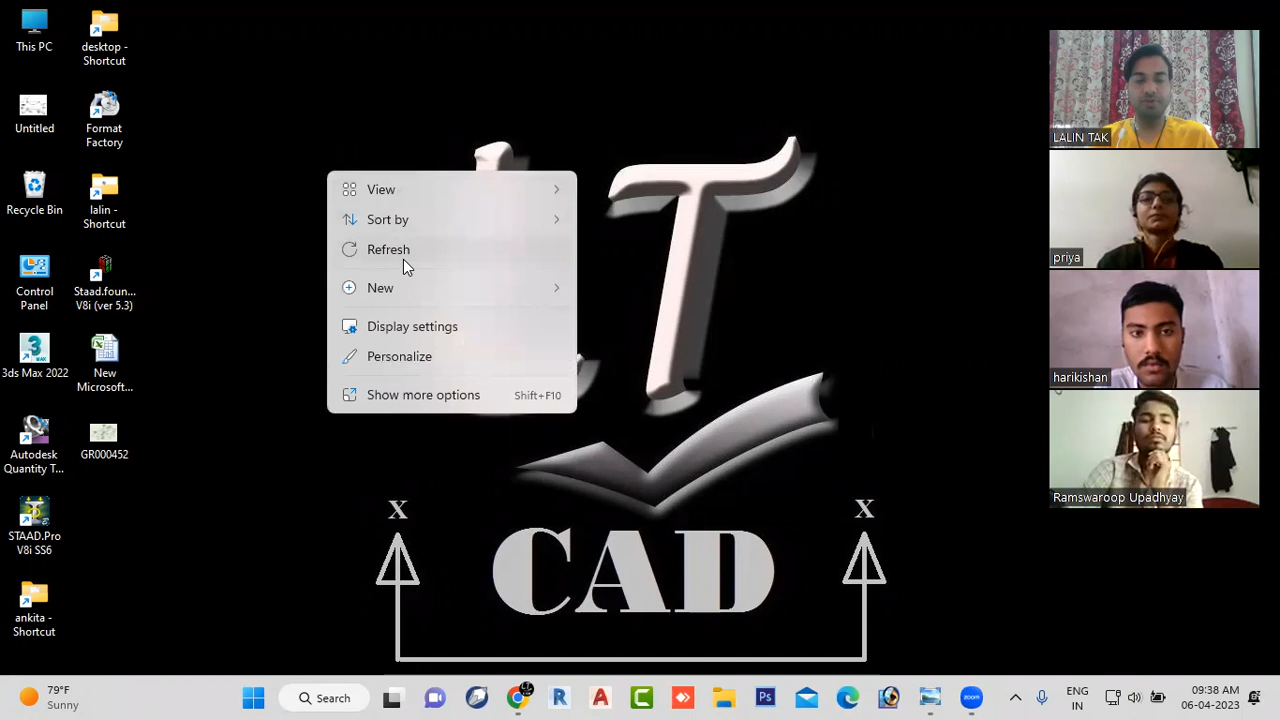 This PC
desktop -
Shortcut
Untitled
Format
Factory
Recycle Bin
lalin -
Shortcut
Control
Panel
Staad.foun...
V8i (ver 5.3)
3ds Max 2022
New
Microsoft...
Autodesk
Quantity T...
GR000452
STAAD.Pro
V8i SS6
ankita -
Shortcut
View
Sort by
Refresh
New
Display settings
Personalize
Show more options Shift+F10
T
X X
CAD
LALIN TAK
priya
harikishan
Ramswaroop Upadhyay
79°F
Sunny
Search
ENG
IN
09:38 AM
06-04-2023